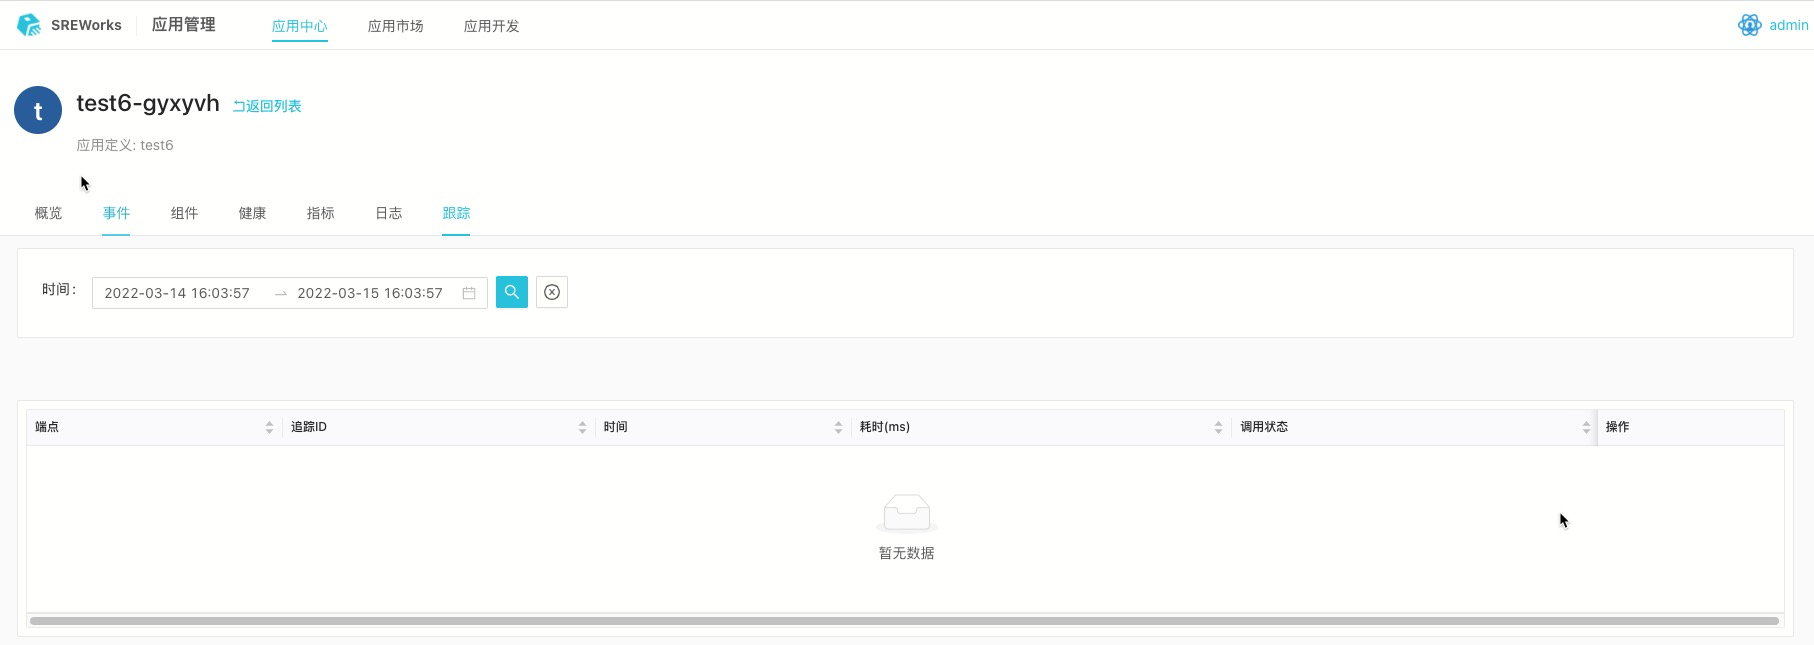 SREWorks 应用管理 应用中心 应用市场 应用开发 admin
t test6-gyxyvh 返回列表
应用定义: test6
概览 事件 组件 健康 指标 日志 跟踪
时间: 2022-03-14 16:03:57 → 2022-03-15 16:03:57
端点 追踪ID 时间 耗时(ms) 调用状态 操作
暂无数据